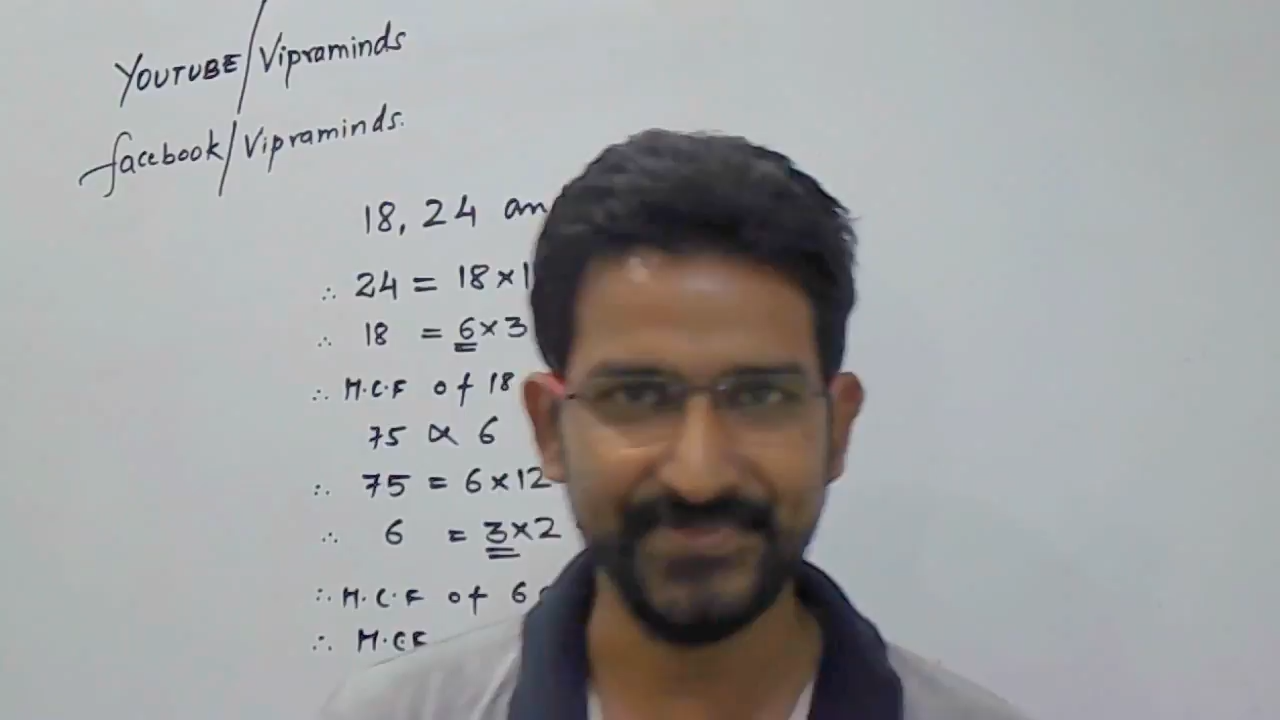 YOUTUBE/Vipraminds
facebook/Vipraminds.
18, 24 an
∴ 24 = 18×1
∴ 18 = 6×3
∴ H.C.F of 18
75 & 6
∴ 75 = 6×12
∴ 6 = 3×2
∴ H.C.F of 6
∴ H.C.F